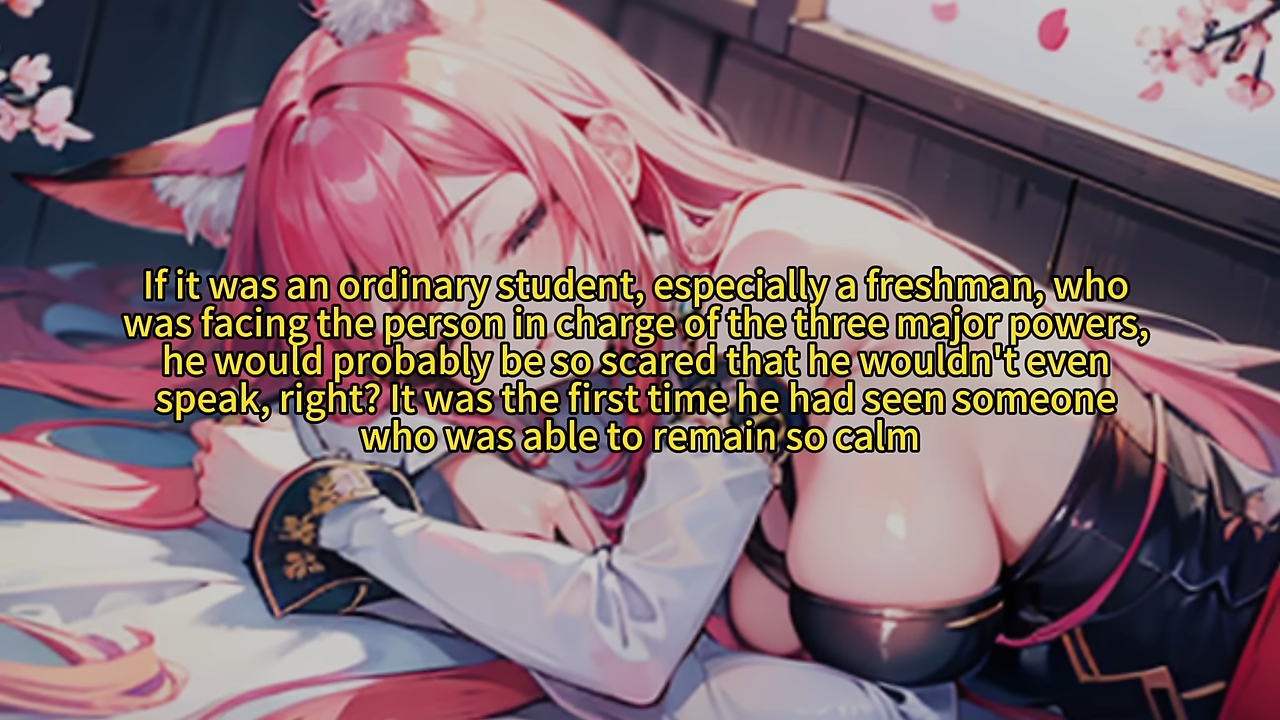 If it was an ordinary student, especially a freshman, who
was facing the person in charge of the three major powers,
he would probably be so scared that he wouldn't even
speak, right? It was the first time he had seen someone
who was able to remain so calm